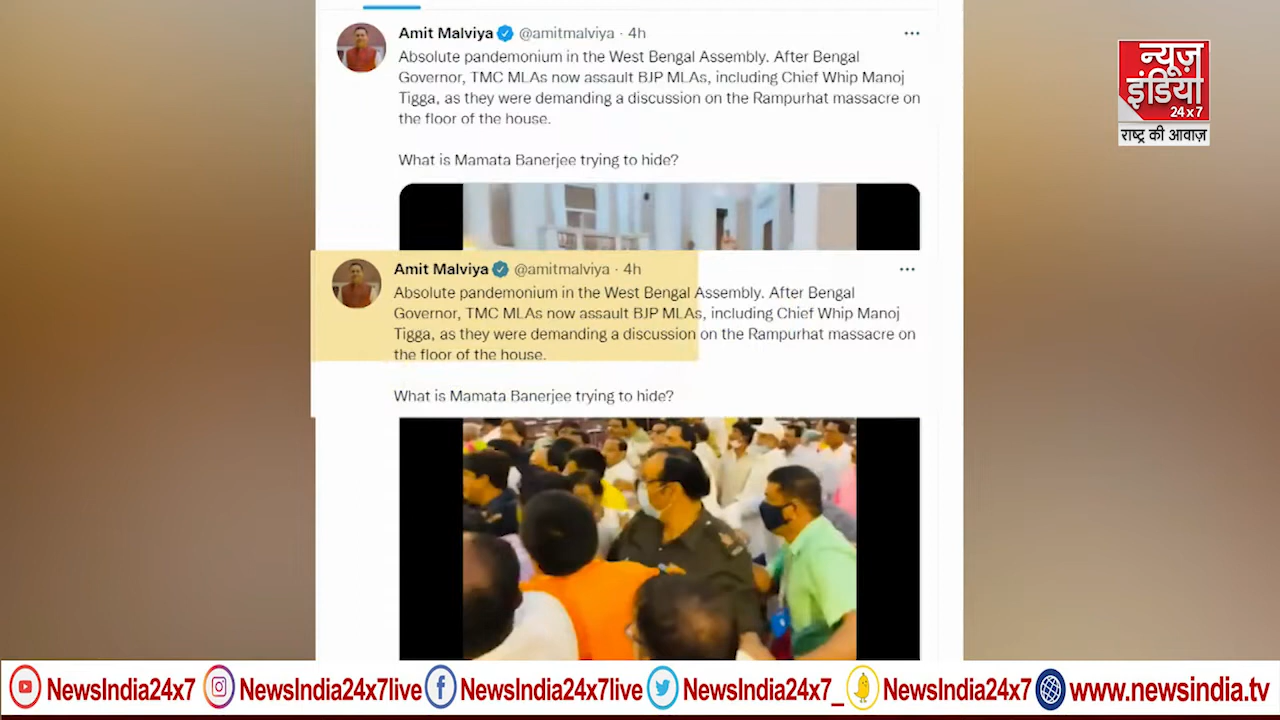 Amit Malviya @amitmalviya · 4h
Absolute pandemonium in the West Bengal Assembly. After Bengal
Governor, TMC MLAs now assault BJP MLAs, including Chief Whip Manoj
Tigga, as they were demanding a discussion on the Rampurhat massacre on
the floor of the house.
What is Mamata Banerjee trying to hide?
न्यूज़
इंडिया
24x7
राष्ट्र की आवाज़
Amit Malviya @amitmalviya · 4h
Absolute pandemonium in the West Bengal Assembly. After Bengal
Governor, TMC MLAs now assault BJP MLAs, including Chief Whip Manoj
Tigga, as they were demanding a discussion on the Rampurhat massacre on
the floor of the house.
What is Mamata Banerjee trying to hide?
NewsIndia24x7 NewsIndia24x7live NewsIndia24x7live NewsIndia24x7_ NewsIndia24x7 www.newsindia.tv